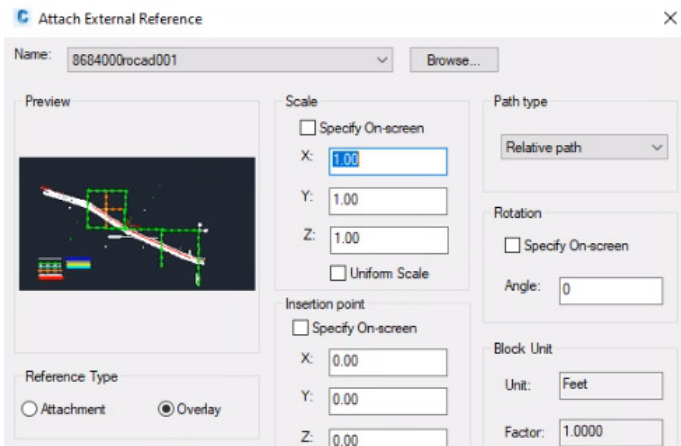 C Attach External Reference
Name: 8684000rocad001 Browse...
Preview
Scale
Specify On-screen
X: 1.00
Y: 1.00
Z: 1.00
Uniform Scale
Path type
Relative path
Rotation
Specify On-screen
Angle: 0
Insertion point
Specify On-screen
X: 0.00
Y: 0.00
Z: 0.00
Block Unit
Unit: Feet
Factor: 1.0000
Reference Type
Attachment Overlay